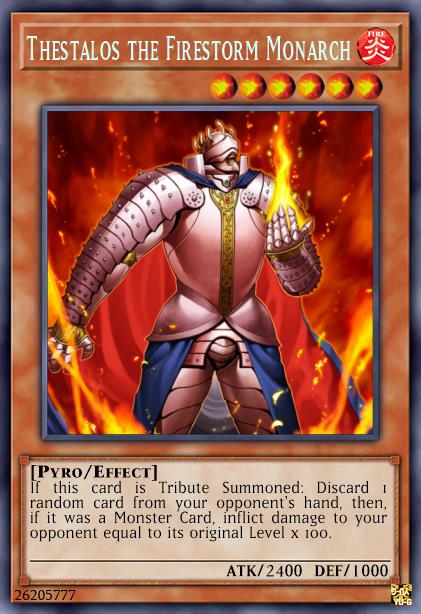 Thestalos the Firestorm Monarch
FIRE
炎
[Pyro/Effect]
If this card is Tribute Summoned: Discard 1
random card from your opponent's hand, then,
if it was a Monster Card, inflict damage to your
opponent equal to its original Level x 100.
ATK/2400 DEF/1000
26205777